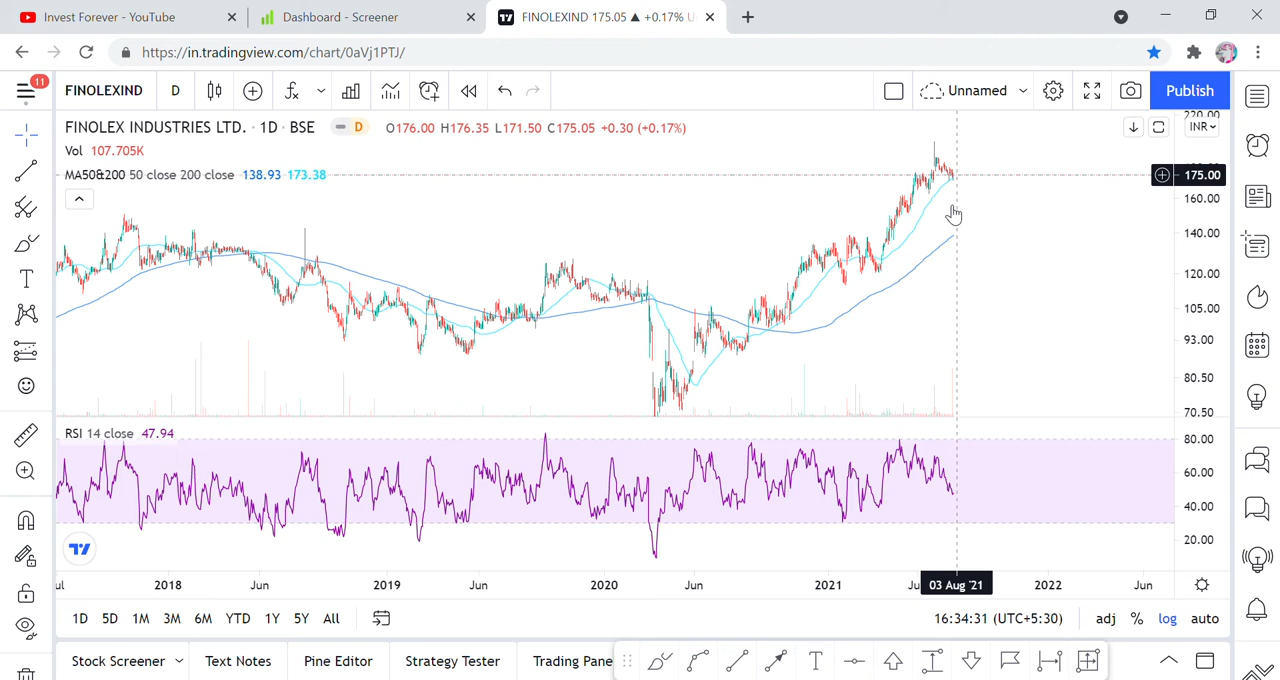 Invest Forever - YouTube
Dashboard - Screener
FINOLEXIND 175.05 ▲ +0.17% U
https://in.tradingview.com/chart/0aVj1PTJ/
11
FINOLEXIND D
Unnamed
Publish
FINOLEX INDUSTRIES LTD. · 1D · BSE
D
O176.00 H176.35 L171.50 C175.05 +0.30 (+0.17%)
INR
Vol 107.705K
MA50&200 50 close 200 close 138.93 173.38
220.00
175.00
160.00
140.00
120.00
105.00
93.00
80.50
70.50
RSI 14 close 47.94
80.00
60.00
40.00
20.00
2018 Jun 2019 Jun 2020 Jun 2021 03 Aug '21 2022 Jun
1D 5D 1M 3M 6M YTD 1Y 5Y All
16:34:31 (UTC+5:30)
adj % log auto
Stock Screener Text Notes Pine Editor Strategy Tester Trading Pane